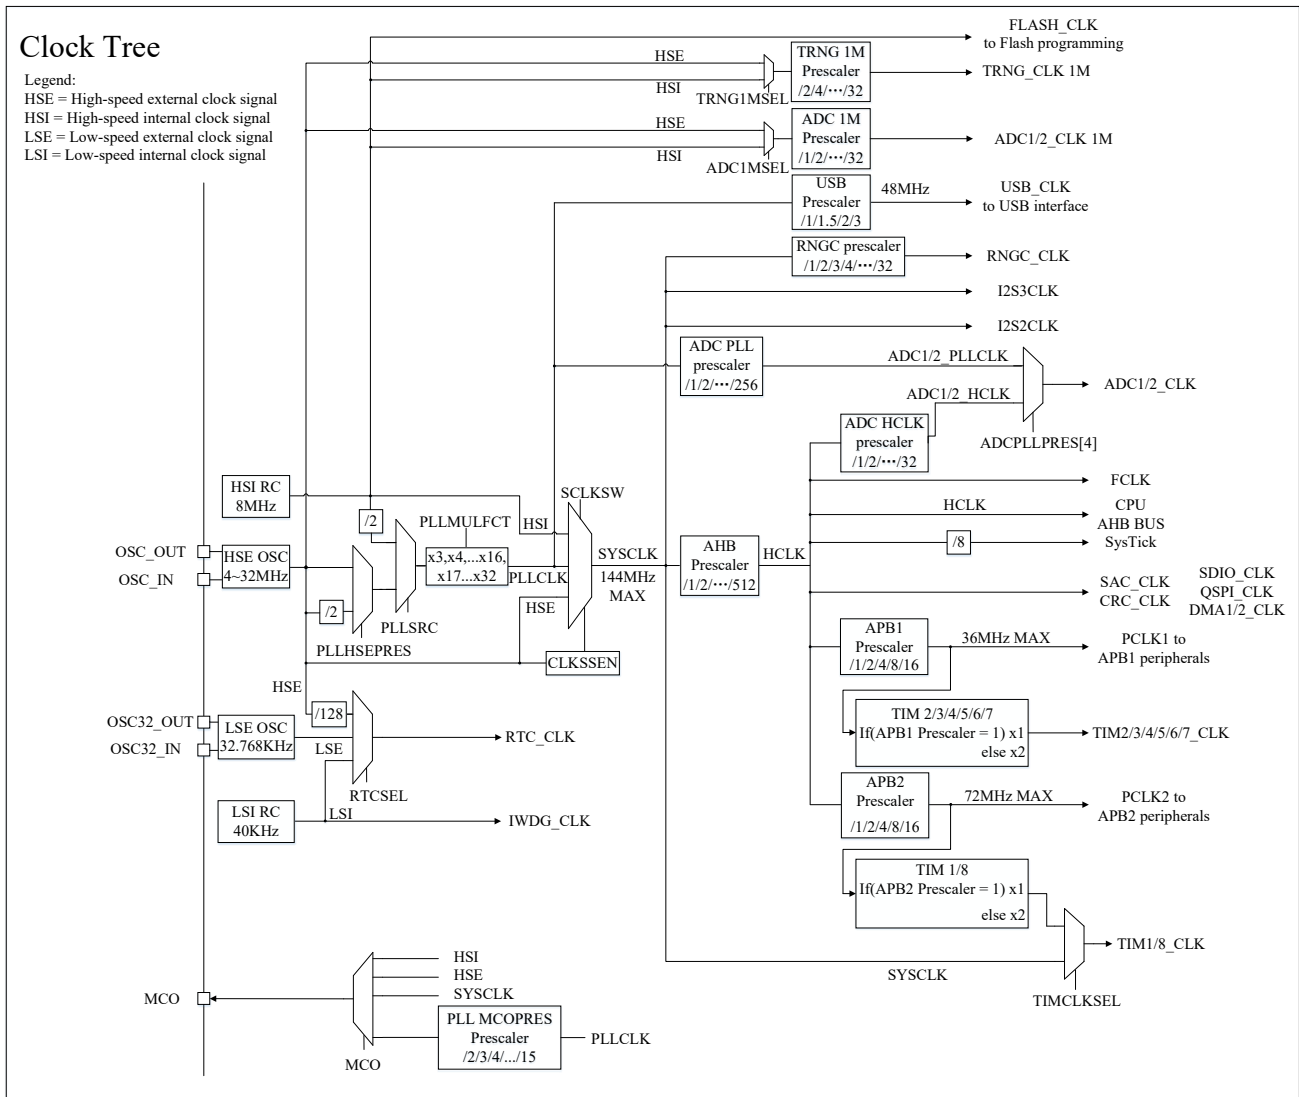 Clock Tree
Legend:
HSE = High-speed external clock signal
HSI = High-speed internal clock signal
LSE = Low-speed external clock signal
LSI = Low-speed internal clock signal
FLASH_CLK
to Flash programming
HSE
HSI
TRNG1MSEL
TRNG 1M
Prescaler
/2/4/···/32
TRNG_CLK 1M
HSE
HSI
ADC1MSEL
ADC 1M
Prescaler
/1/2/···/32
ADC1/2_CLK 1M
USB
Prescaler
/1/1.5/2/3
48MHz
USB_CLK
to USB interface
RNGC prescaler
/1/2/3/4/···/32
RNGC_CLK
I2S3CLK
I2S2CLK
ADC PLL
prescaler
/1/2/···/256
ADC1/2_PLLCLK
ADC1/2_HCLK
ADC1/2_CLK
ADCPLLPRES[4]
ADC HCLK
prescaler
/1/2/···/32
FCLK
HCLK
CPU
AHB BUS
/8
SysTick
HSI RC
8MHz
/2
PLLMULFCT
SCLKSW
HSI
OSC_OUT
OSC_IN
HSE OSC
4~32MHz
x3,x4,...x16,
x17...x32
PLLCLK
HSE
SYSCLK
144MHz
MAX
AHB
Prescaler
/1/2/···/512
HCLK
/2
PLLSRC
PLLHSEPRES
CLKSSEN
SAC_CLK
CRC_CLK
SDIO_CLK
QSPI_CLK
DMA1/2_CLK
APB1
Prescaler
/1/2/4/8/16
36MHz MAX
PCLK1 to
APB1 peripherals
HSE
/128
OSC32_OUT
OSC32_IN
LSE OSC
32.768KHz
LSE
RTC_CLK
RTCSEL
TIM 2/3/4/5/6/7
If(APB1 Prescaler = 1) x1
else x2
TIM2/3/4/5/6/7_CLK
LSI RC
40KHz
LSI
IWDG_CLK
APB2
Prescaler
/1/2/4/8/16
72MHz MAX
PCLK2 to
APB2 peripherals
TIM 1/8
If(APB2 Prescaler = 1) x1
else x2
TIM1/8_CLK
SYSCLK
TIMCLKSEL
MCO
HSI
HSE
SYSCLK
PLL MCOPRES
Prescaler
/2/3/4/.../15
PLLCLK
MCO